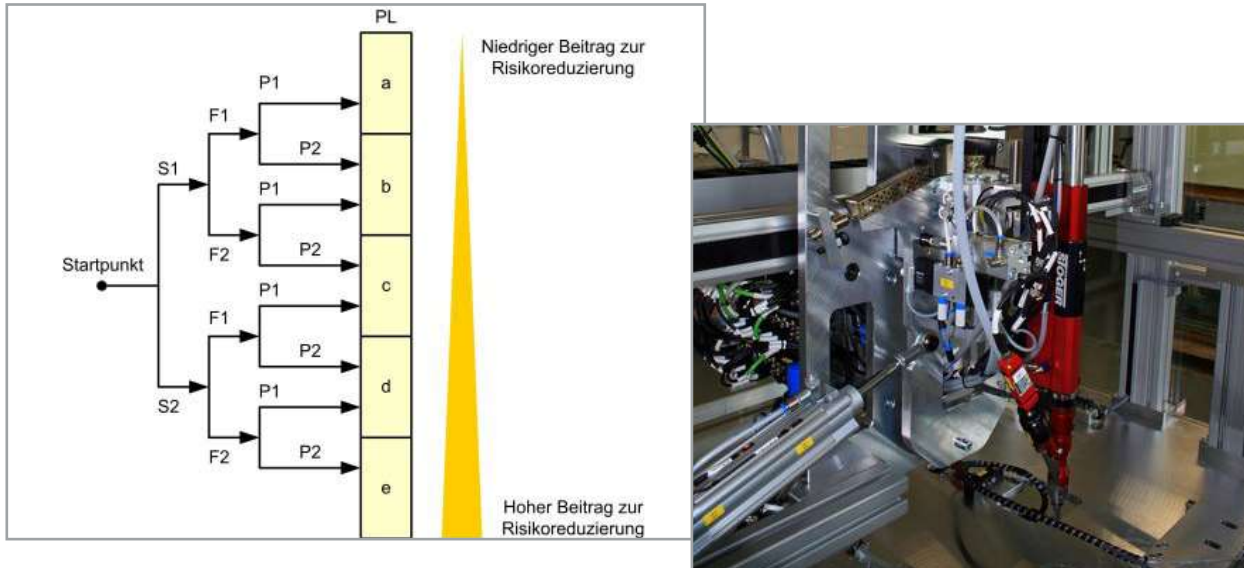 PL
Niedriger Beitrag zur
Risikoreduzierung
P1
a
F1
P2
S1
P1
b
F2
P2
c
Startpunkt
P1
F1
P2
S2
P1
d
F2
P2
e
Hoher Beitrag zur
Risikoreduzierung
STÖGER